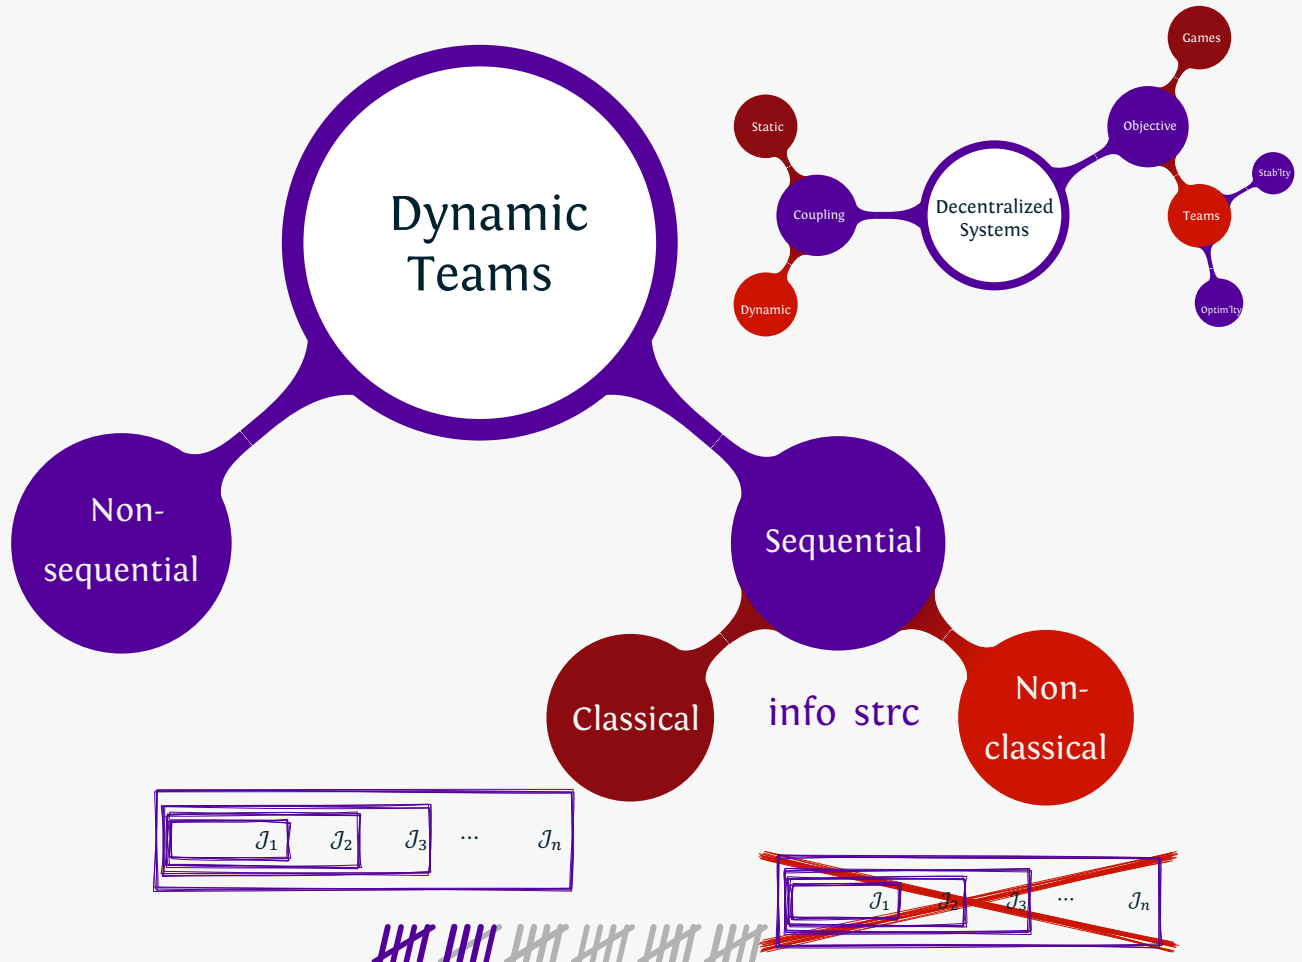 Dynamic
Teams
Non-
sequential
Sequential
Classical
info strc
Non-
classical
Games
Static
Objective
Stab'lty
Coupling
Decentralized
Systems
Teams
Dynamic
Optim'lty
𝒥₁ 𝒥₂ 𝒥₃ ... 𝒥ₙ
𝒥₁ 𝒥₂ 𝒥₃ ... 𝒥ₙ